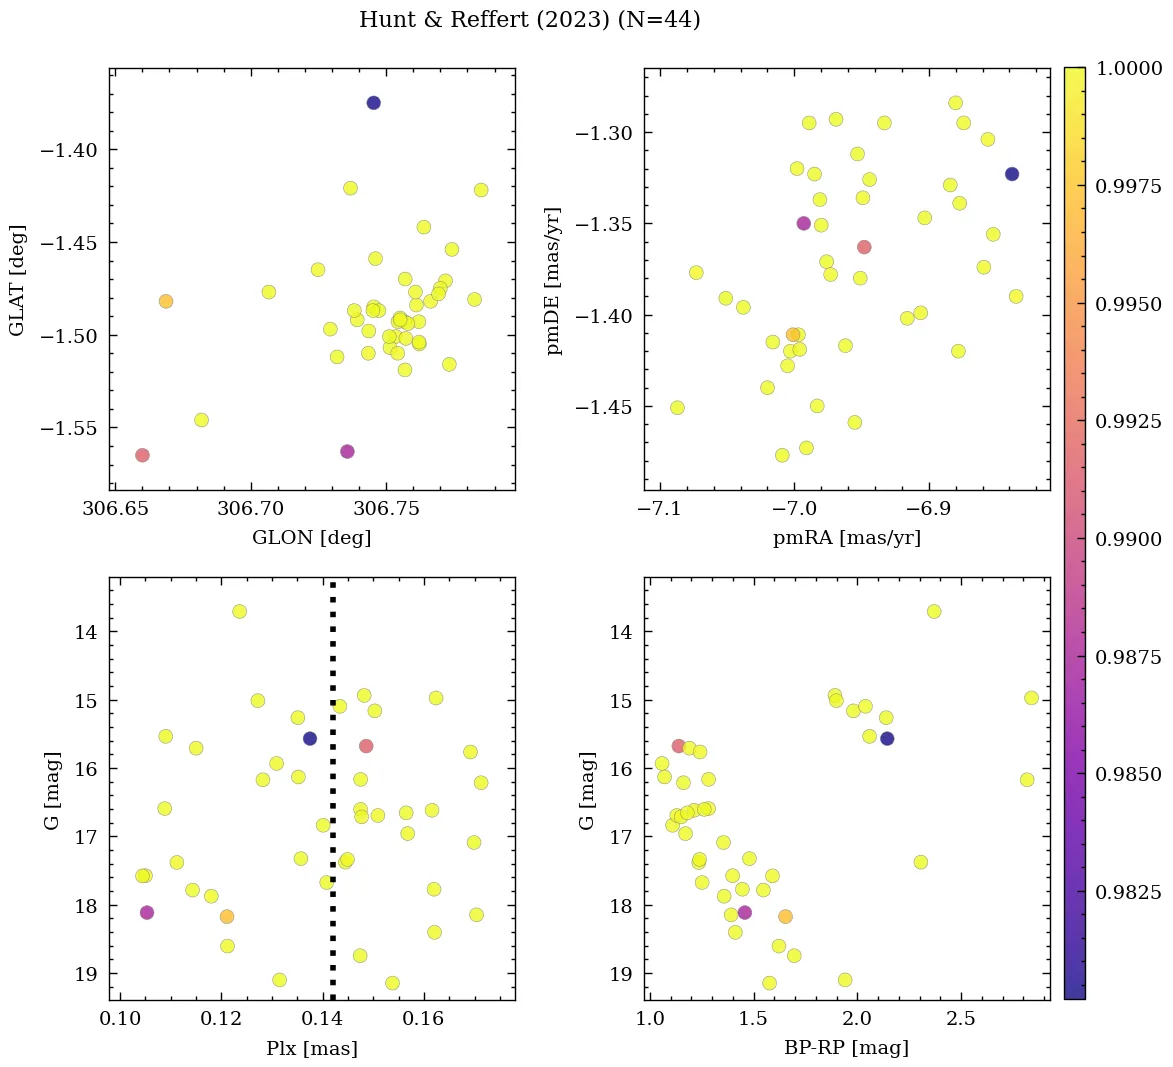 Hunt & Reffert (2023) (N=44)
−1.40
−1.45
−1.50
−1.55
GLAT [deg]
306.65 306.70 306.75
GLON [deg]
−1.30
−1.35
−1.40
−1.45
pmDE [mas/yr]
−7.1 −7.0 −6.9
pmRA [mas/yr]
14
15
16
17
18
19
G [mag]
0.10 0.12 0.14 0.16
Plx [mas]
14
15
16
17
18
19
G [mag]
1.0 1.5 2.0 2.5
BP-RP [mag]
1.0000
0.9975
0.9950
0.9925
0.9900
0.9875
0.9850
0.9825